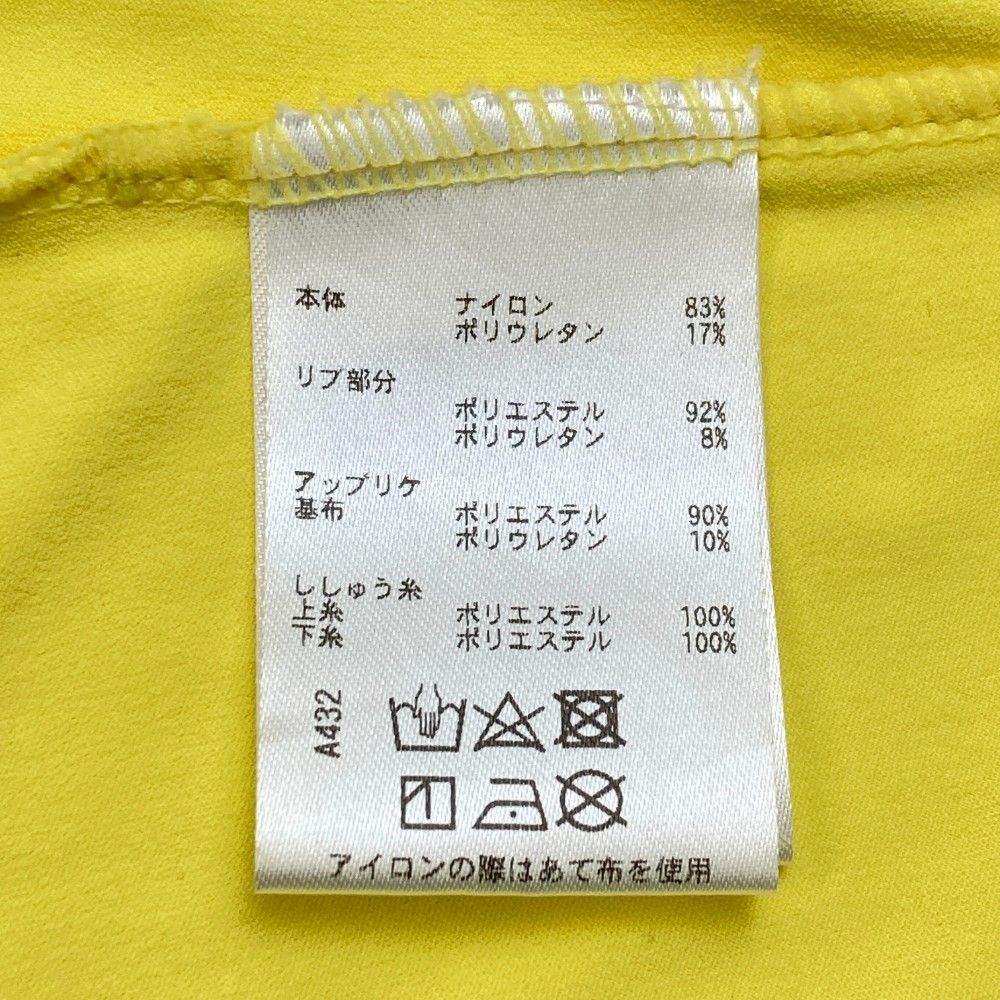 本体 ナイロン 83%
ポリウレタン 17%
リブ部分
ポリエステル 92%
ポリウレタン 8%
アップリケ
基布 ポリエステル 90%
ポリウレタン 10%
ししゅう糸
上糸 ポリエステル 100%
下糸 ポリエステル 100%
A432
アイロンの際はあて布を使用